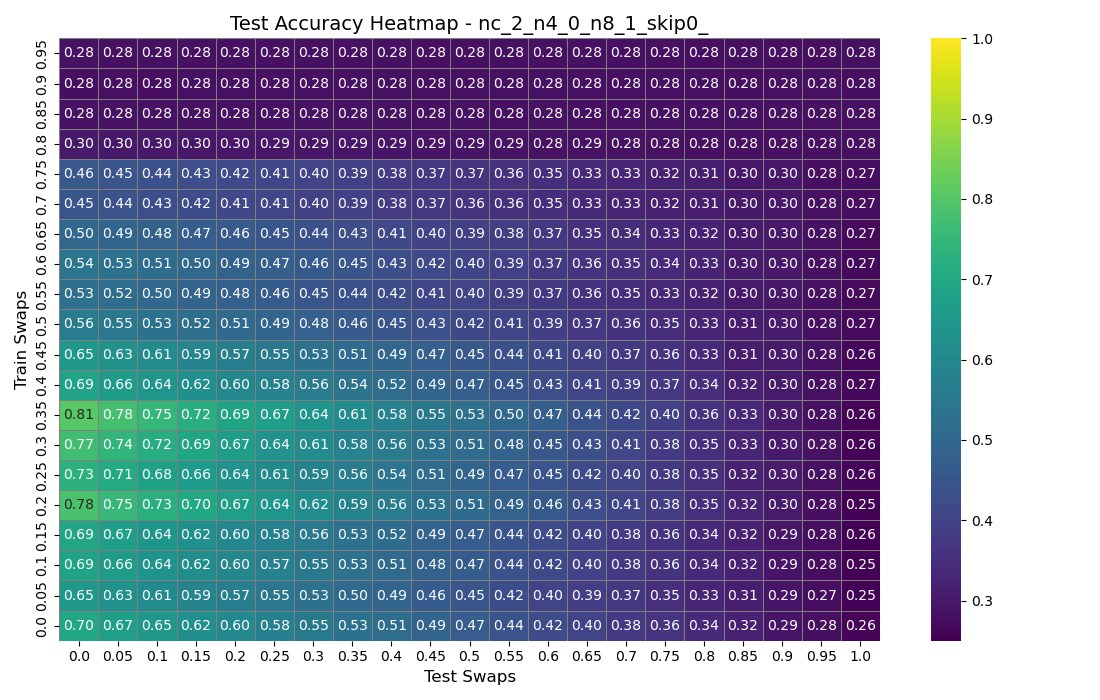 Test Accuracy Heatmap - nc_2_n4_0_n8_1_skip0_
Train Swaps
0.95 0.28 0.28 0.28 0.28 0.28 0.28 0.28 0.28 0.28 0.28 0.28 0.28 0.28 0.28 0.28 0.28 0.28 0.28 0.28 0.28 0.28
0.9 0.28 0.28 0.28 0.28 0.28 0.28 0.28 0.28 0.28 0.28 0.28 0.28 0.28 0.28 0.28 0.28 0.28 0.28 0.28 0.28 0.28
0.85 0.28 0.28 0.28 0.28 0.28 0.28 0.28 0.28 0.28 0.28 0.28 0.28 0.28 0.28 0.28 0.28 0.28 0.28 0.28 0.28 0.28
0.8 0.30 0.30 0.30 0.30 0.30 0.29 0.29 0.29 0.29 0.29 0.29 0.29 0.28 0.29 0.28 0.28 0.28 0.28 0.28 0.28 0.28
0.75 0.46 0.45 0.44 0.43 0.42 0.41 0.40 0.39 0.38 0.37 0.37 0.36 0.35 0.33 0.33 0.32 0.31 0.30 0.30 0.28 0.27
0.7 0.45 0.44 0.43 0.42 0.41 0.41 0.40 0.39 0.38 0.37 0.36 0.36 0.35 0.33 0.33 0.32 0.31 0.30 0.30 0.28 0.27
0.65 0.50 0.49 0.48 0.47 0.46 0.45 0.44 0.43 0.41 0.40 0.39 0.38 0.37 0.35 0.34 0.33 0.32 0.30 0.30 0.28 0.27
0.6 0.54 0.53 0.51 0.50 0.49 0.47 0.46 0.45 0.43 0.42 0.40 0.39 0.37 0.36 0.35 0.34 0.33 0.30 0.30 0.28 0.27
0.55 0.53 0.52 0.50 0.49 0.48 0.46 0.45 0.44 0.42 0.41 0.40 0.39 0.37 0.36 0.35 0.33 0.32 0.30 0.30 0.28 0.27
0.5 0.56 0.55 0.53 0.52 0.51 0.49 0.48 0.46 0.45 0.43 0.42 0.41 0.39 0.37 0.36 0.35 0.33 0.31 0.30 0.28 0.27
0.45 0.65 0.63 0.61 0.59 0.57 0.55 0.53 0.51 0.49 0.47 0.45 0.44 0.41 0.40 0.37 0.36 0.33 0.31 0.30 0.28 0.26
0.4 0.69 0.66 0.64 0.62 0.60 0.58 0.56 0.54 0.52 0.49 0.47 0.45 0.43 0.41 0.39 0.37 0.34 0.32 0.30 0.28 0.27
0.35 0.81 0.78 0.75 0.72 0.69 0.67 0.64 0.61 0.58 0.55 0.53 0.50 0.47 0.44 0.42 0.40 0.36 0.33 0.30 0.28 0.26
0.3 0.77 0.74 0.72 0.69 0.67 0.64 0.61 0.58 0.56 0.53 0.51 0.48 0.45 0.43 0.41 0.38 0.35 0.33 0.30 0.28 0.26
0.25 0.73 0.71 0.68 0.66 0.64 0.61 0.59 0.56 0.54 0.51 0.49 0.47 0.45 0.42 0.40 0.38 0.35 0.32 0.30 0.28 0.26
0.2 0.78 0.75 0.73 0.70 0.67 0.64 0.62 0.59 0.56 0.53 0.51 0.49 0.46 0.43 0.41 0.38 0.35 0.32 0.30 0.28 0.25
0.15 0.69 0.67 0.64 0.62 0.60 0.58 0.56 0.53 0.52 0.49 0.47 0.44 0.42 0.40 0.38 0.36 0.34 0.32 0.29 0.28 0.26
0.1 0.69 0.66 0.64 0.62 0.60 0.57 0.55 0.53 0.51 0.48 0.47 0.44 0.42 0.40 0.38 0.36 0.34 0.32 0.29 0.28 0.25
0.05 0.65 0.63 0.61 0.59 0.57 0.55 0.53 0.50 0.49 0.46 0.45 0.42 0.40 0.39 0.37 0.35 0.33 0.31 0.29 0.27 0.25
0.0 0.70 0.67 0.65 0.62 0.60 0.58 0.55 0.53 0.51 0.49 0.47 0.44 0.42 0.40 0.38 0.36 0.34 0.32 0.29 0.28 0.26
0.0 0.05 0.1 0.15 0.2 0.25 0.3 0.35 0.4 0.45 0.5 0.55 0.6 0.65 0.7 0.75 0.8 0.85 0.9 0.95 1.0
Test Swaps
1.0
0.9
0.8
0.7
0.6
0.5
0.4
0.3